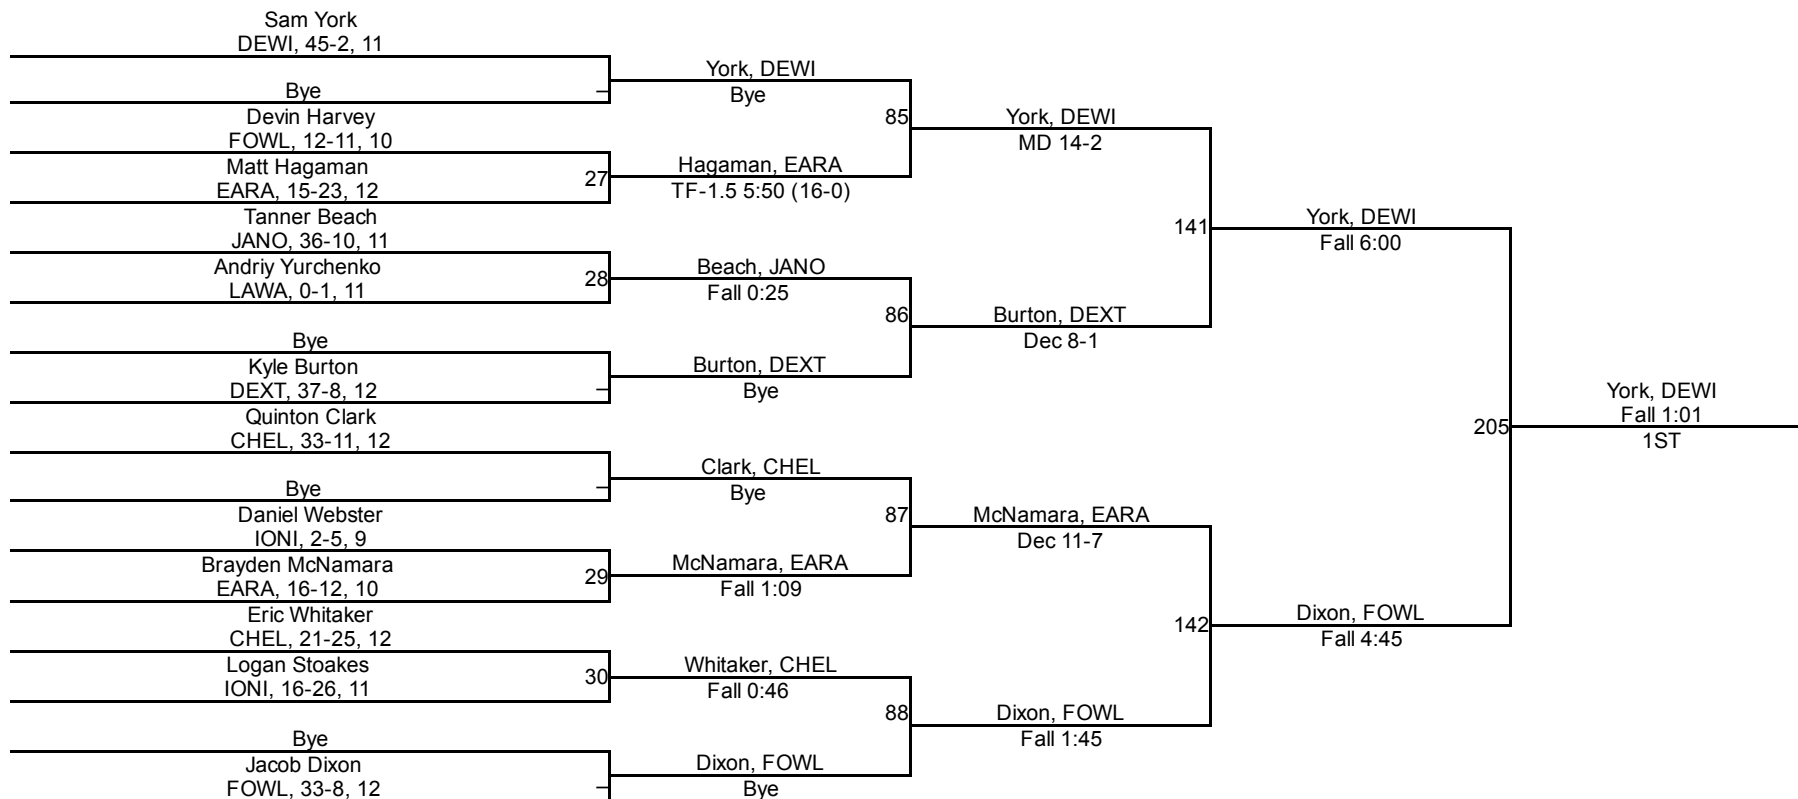 Sam York
DEWI, 45-2, 11
Bye
Devin Harvey
FOWL, 12-11, 10
Matt Hagaman
EARA, 15-23, 12
Tanner Beach
JANO, 36-10, 11
Andriy Yurchenko
LAWA, 0-1, 11
Bye
Kyle Burton
DEXT, 37-8, 12
Quinton Clark
CHEL, 33-11, 12
Bye
Daniel Webster
IONI, 2-5, 9
Brayden McNamara
EARA, 16-12, 10
Eric Whitaker
CHEL, 21-25, 12
Logan Stoakes
IONI, 16-26, 11
Bye
Jacob Dixon
FOWL, 33-8, 12
27
28
29
30
York, DEWI
Bye
Hagaman, EARA
TF-1.5 5:50 (16-0)
Beach, JANO
Fall 0:25
Burton, DEXT
Bye
Clark, CHEL
Bye
McNamara, EARA
Fall 1:09
Whitaker, CHEL
Fall 0:46
Dixon, FOWL
Bye
85
86
87
88
York, DEWI
MD 14-2
Burton, DEXT
Dec 8-1
McNamara, EARA
Dec 11-7
Dixon, FOWL
Fall 1:45
141
142
York, DEWI
Fall 6:00
Dixon, FOWL
Fall 4:45
205
York, DEWI
Fall 1:01
1ST